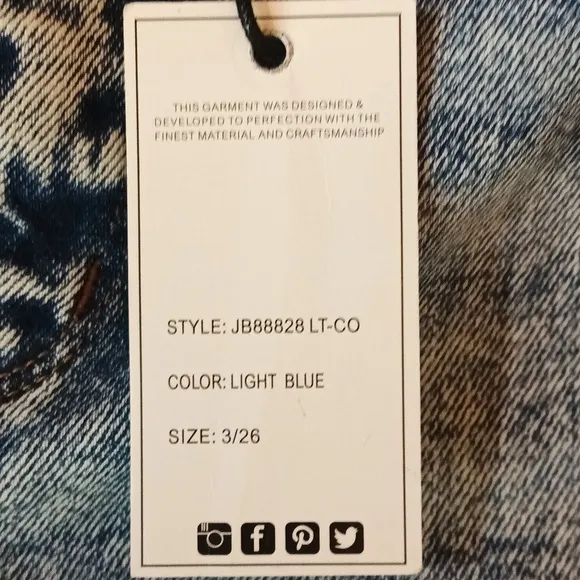 THIS GARMENT WAS DESIGNED &
DEVELOPED TO PERFECTION WITH THE
FINEST MATERIAL AND CRAFTSMANSHIP
STYLE: JB88828 LT-CO
COLOR: LIGHT BLUE
SIZE: 3/26